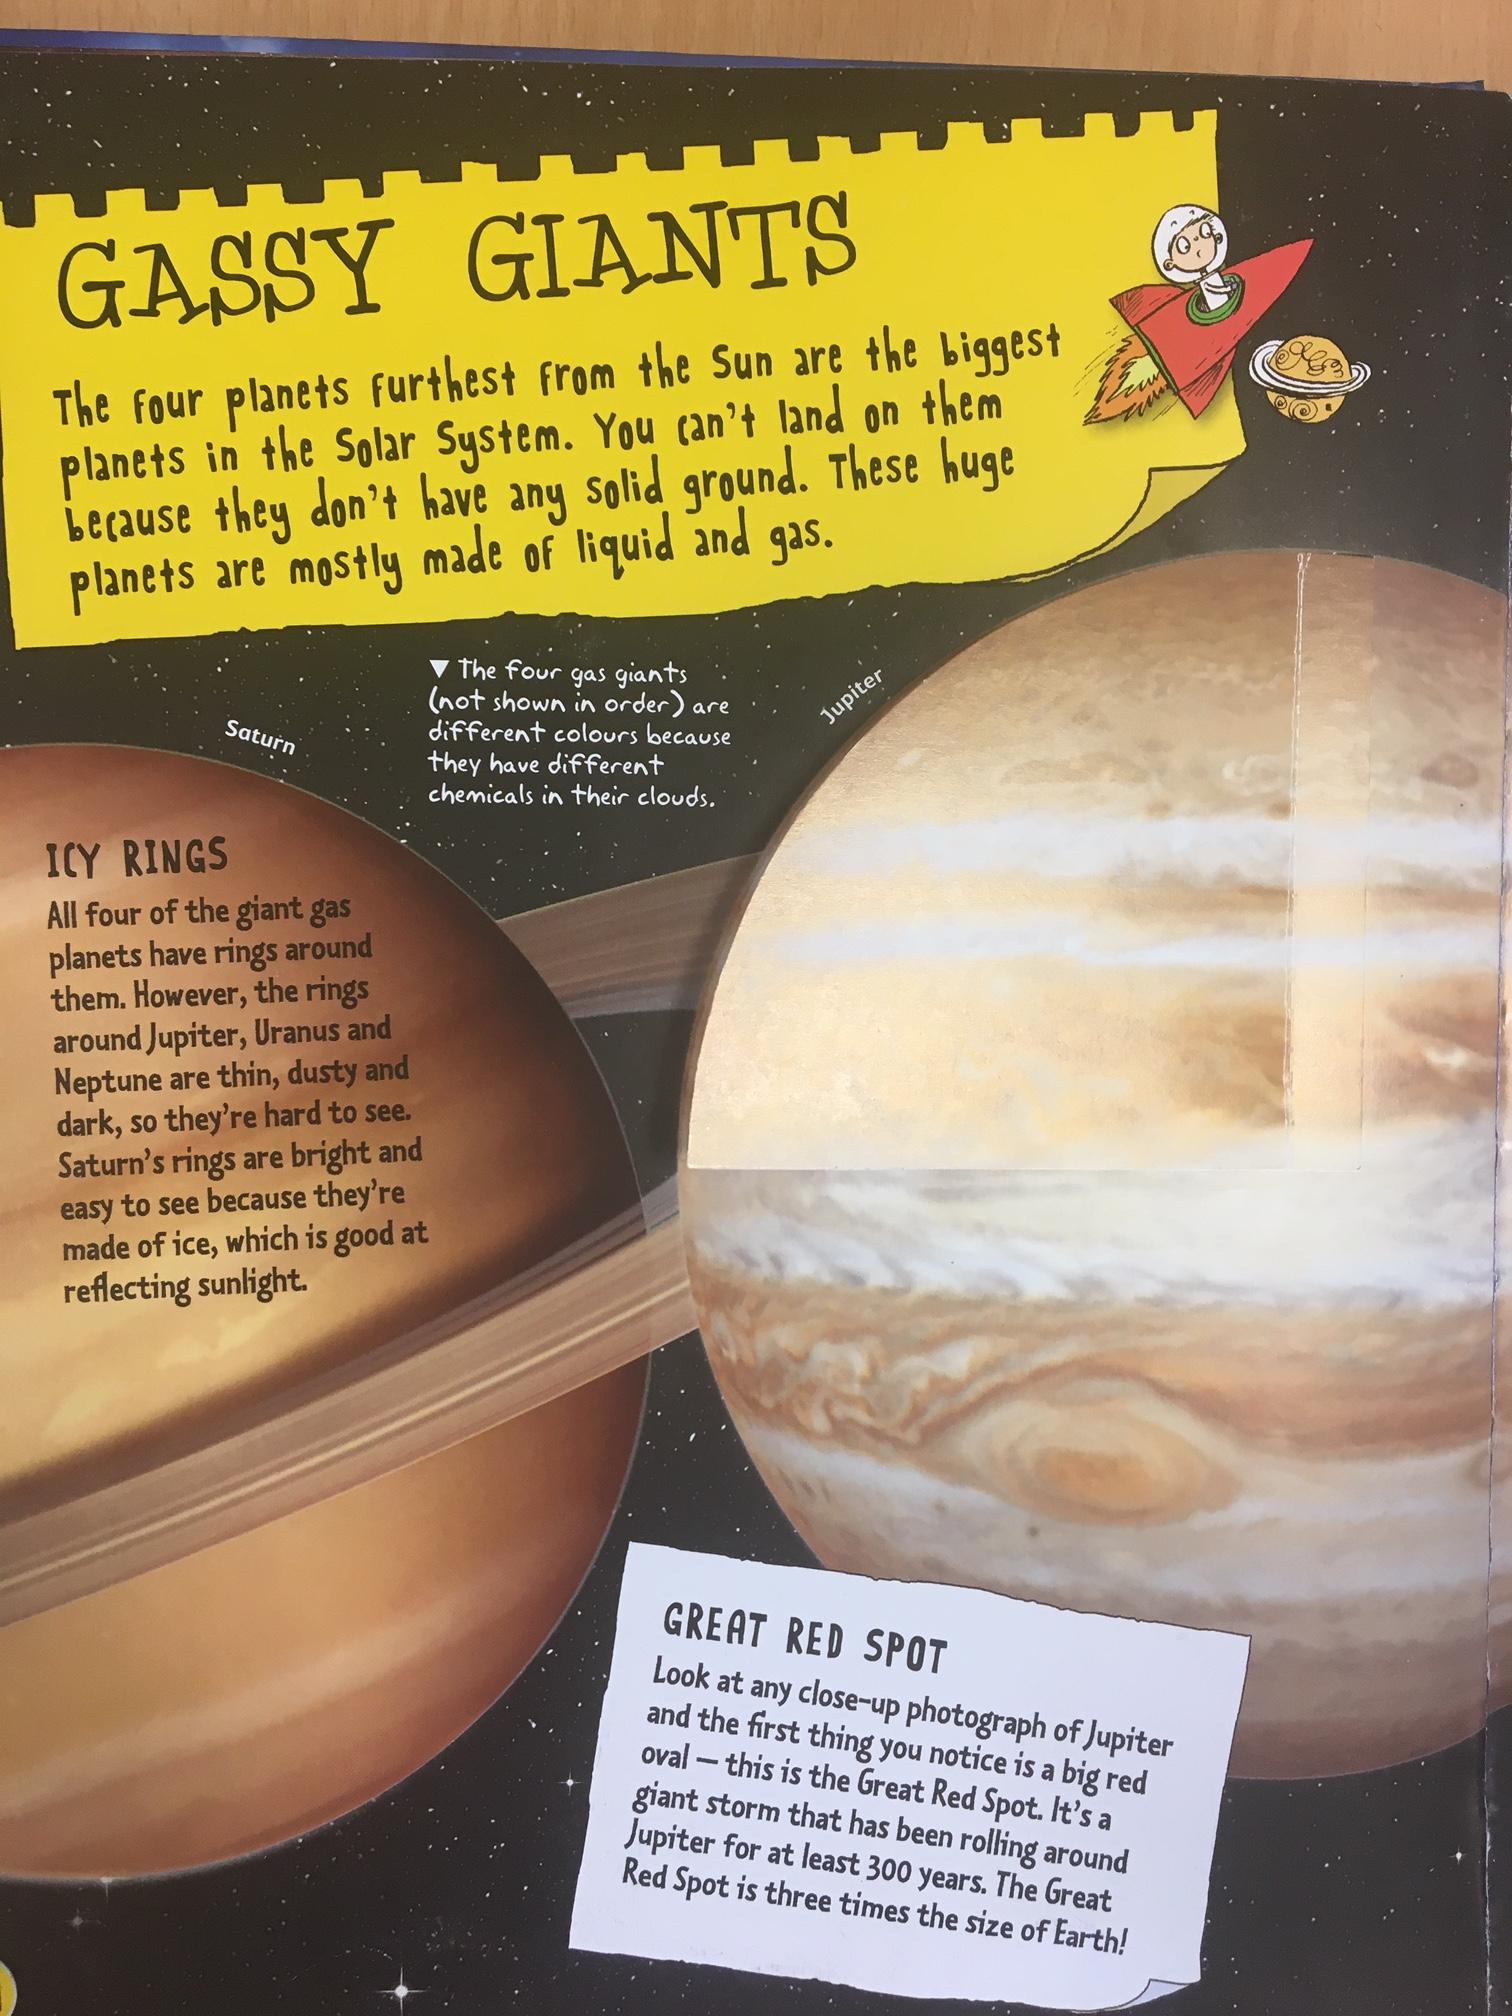 GASSY GIANTS
The four planets furthest from the Sun are the biggest
planets in the Solar System. You can't land on them
because they don't have any solid ground. These huge
planets are mostly made of liquid and gas.
▼ The four gas giants
(not shown in order) are
different colours because
they have different
chemicals in their clouds.
Saturn
Jupiter
ICY RINGS
All four of the giant gas
planets have rings around
them. However, the rings
around Jupiter, Uranus and
Neptune are thin, dusty and
dark, so they're hard to see.
Saturn's rings are bright and
easy to see because they're
made of ice, which is good at
reflecting sunlight.
GREAT RED SPOT
Look at any close-up photograph of Jupiter
and the first thing you notice is a big red
oval – this is the Great Red Spot. It's a
giant storm that has been rolling around
Jupiter for at least 300 years. The Great
Red Spot is three times the size of Earth!